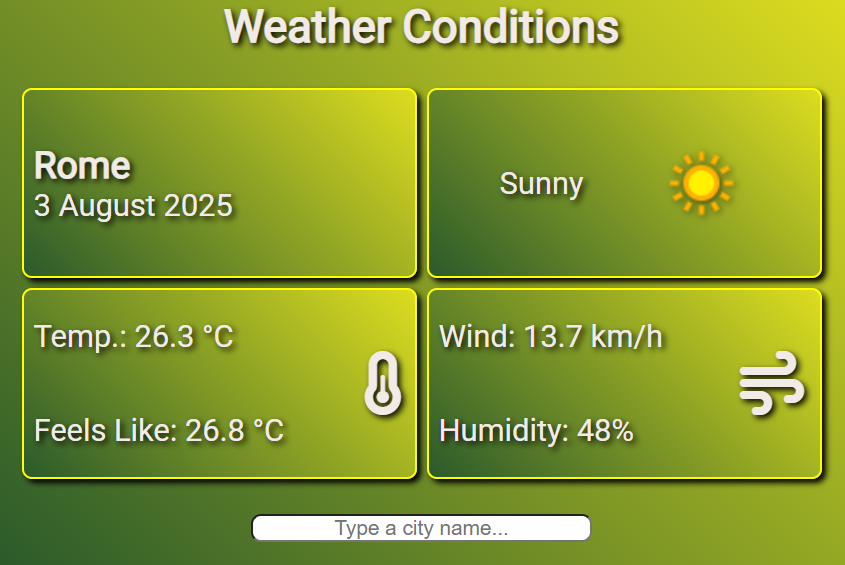 Weather Conditions
Rome
3 August 2025
Sunny
Temp.: 26.3 °C
Feels Like: 26.8 °C
Wind: 13.7 km/h
Humidity: 48%
Type a city name...